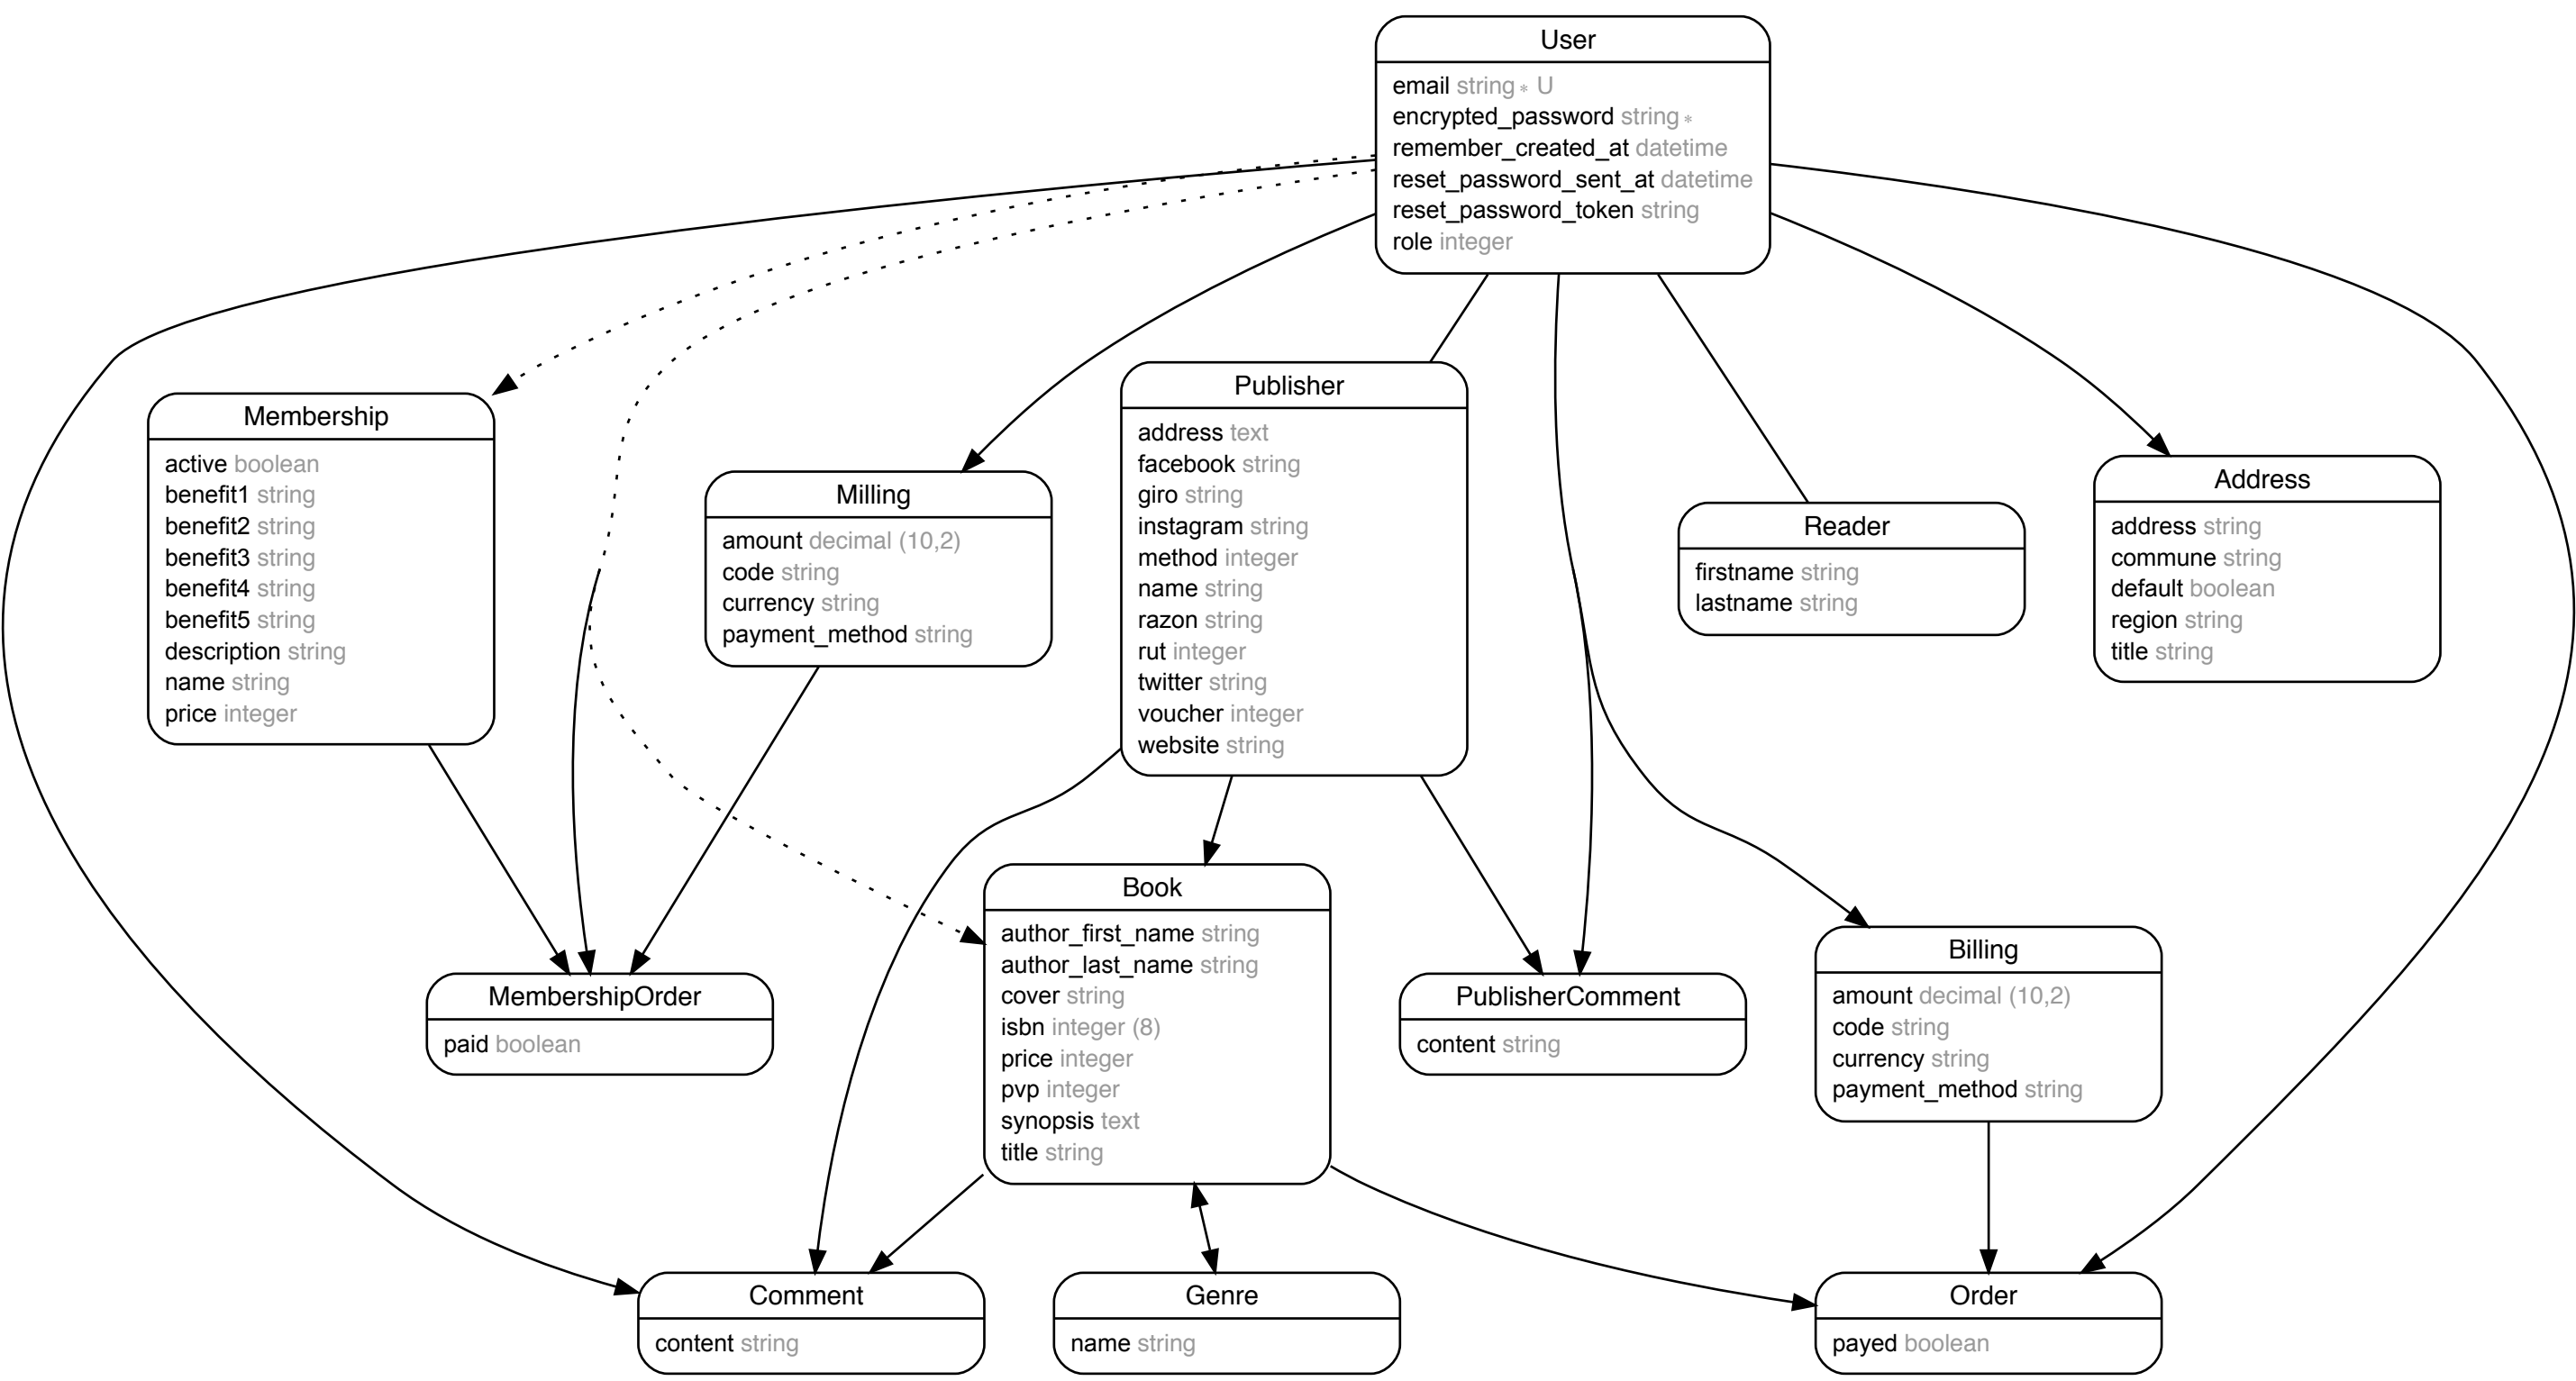 User
email string∗ U
encrypted_password string∗
remember_created_at datetime
reset_password_sent_at datetime
reset_password_token string
role integer
Membership
active boolean
benefit1 string
benefit2 string
benefit3 string
benefit4 string
benefit5 string
description string
name string
price integer
Milling
amount decimal (10,2)
code string
currency string
payment_method string
Publisher
address text
facebook string
giro string
instagram string
method integer
name string
razon string
rut integer
twitter string
voucher integer
website string
Reader
firstname string
lastname string
Address
address string
commune string
default boolean
region string
title string
MembershipOrder
paid boolean
Book
author_first_name string
author_last_name string
cover string
isbn integer (8)
price integer
pvp integer
synopsis text
title string
PublisherComment
content string
Billing
amount decimal (10,2)
code string
currency string
payment_method string
Comment
content string
Genre
name string
Order
payed boolean